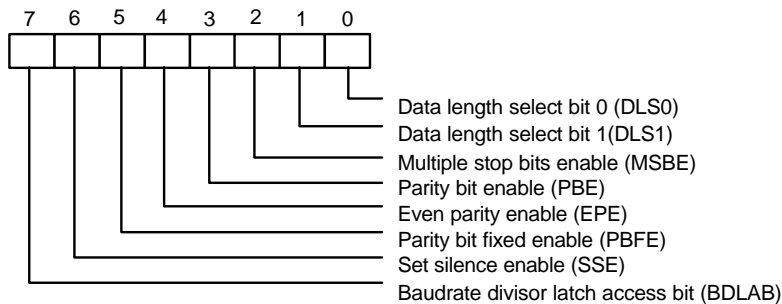 7 6 5 4 3 2 1 0
Data length select bit 0 (DLS0)
Data length select bit 1(DLS1)
Multiple stop bits enable (MSBE)
Parity bit enable (PBE)
Even parity enable (EPE)
Parity bit fixed enable (PBFE)
Set silence enable (SSE)
Baudrate divisor latch access bit (BDLAB)